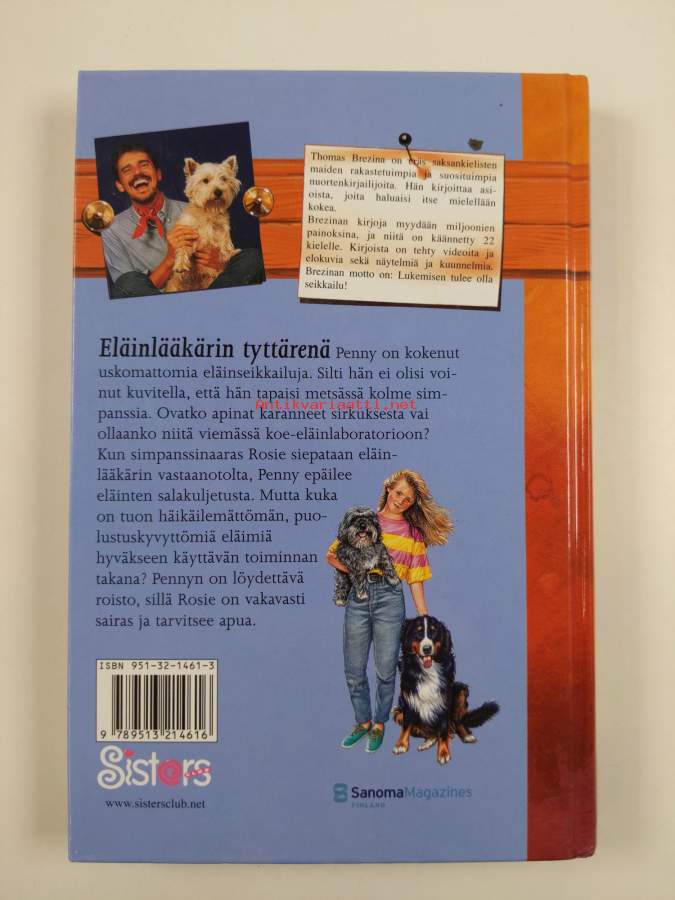 Thomas Brezina on eräs saksankielisten
maiden rakastetuimpia ja suosituimpia
nuortenkirjailijoita. Hän kirjoittaa asi-
oista, joita haluaisi itse mielellään
kokea.
Brezinan kirjoja myydään miljoonien
painoksina, ja niitä on käännetty 22
kielelle. Kirjoista on tehty videoita ja
elokuvia sekä näytelmiä ja kuunnelmia.
Brezinan motto on: Lukemisen tulee olla
seikkailu!
Eläinlääkärin tyttärenä Penny on kokenut
uskomattomia eläinseikkailuja. Silti hän ei olisi voi-
nut kuvitella, että hän tapaisi metsässä kolme sim-
panssia. Ovatko apinat karanneet sirkuksesta vai
Antikvariaatti.net
ollaanko niitä viemässä koe-eläinlaboratorioon?
Kun simpanssinaaras Rosie siepataan eläin-
lääkärin vastaanotolta, Penny epäilee
eläinten salakuljetusta. Mutta kuka
on tuon häikäilemättömän, puo-
lustuskyvyttömiä eläimiä
hyväkseen käyttävän toiminnan
takana? Pennyn on löydettävä
roisto, sillä Rosie on vakavasti
sairas ja tarvitsee apua.
ISBN 951-32-1461-3
9 789513 214616
Sisters
www.sistersclub.net
SanomaMagazines
FINLAND